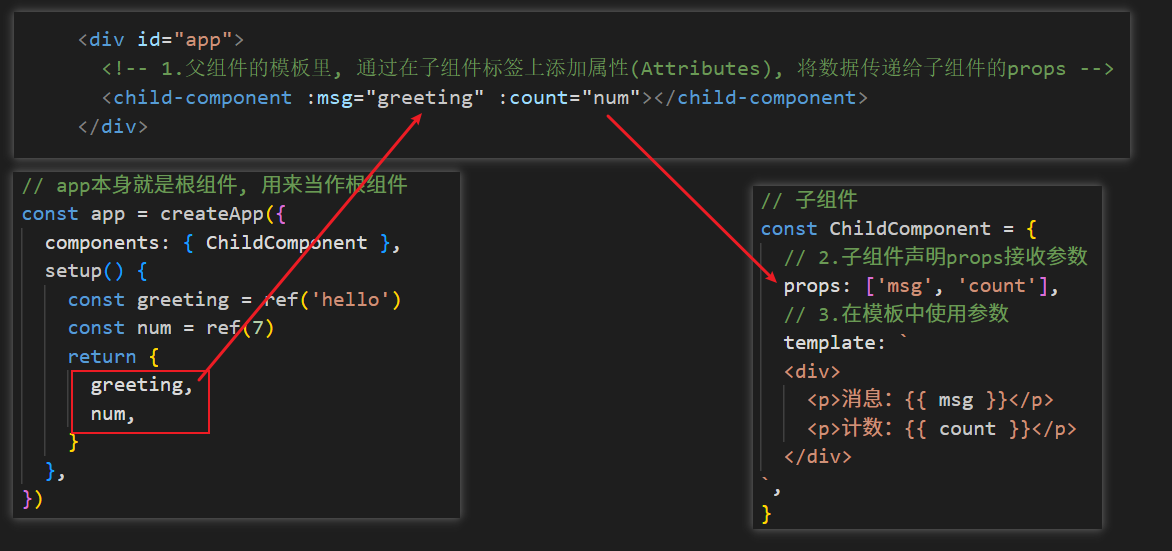 <div id="app">
<!-- 1.父组件的模板里, 通过在子组件标签上添加属性(Attributes), 将数据传递给子组件的props -->
<child-component :msg="greeting" :count="num"></child-component>
</div>
// app本身就是根组件, 用来当作根组件
const app = createApp({
components: { ChildComponent },
setup() {
const greeting = ref('hello')
const num = ref(7)
return {
greeting,
num,
}
},
})
// 子组件
const ChildComponent = {
// 2.子组件声明props接收参数
props: ['msg', 'count'],
// 3.在模板中使用参数
template: `
<div>
<p>消息: {{ msg }}</p>
<p>计数: {{ count }}</p>
</div>
`,
}